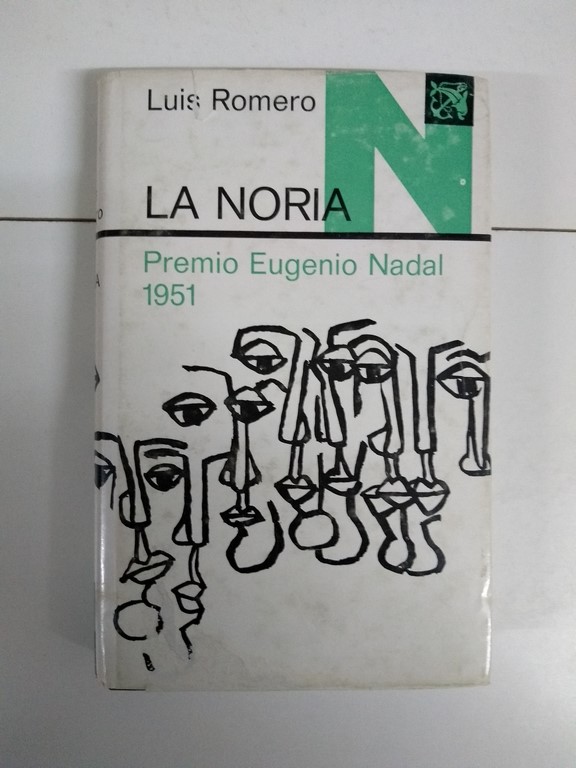 Luis Romero
N
LA NORIA
Premio Eugenio Nadal
1951